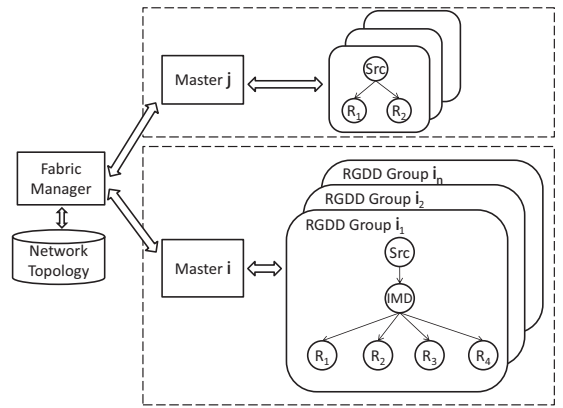 Master j
Src
R1 R2
Fabric
Manager
Network
Topology
RGDD Group in
RGDD Group i2
RGDD Group i1
Master i
Src
IMD
R1 R2 R3 R4